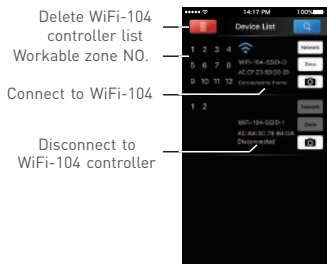 Delete WiFi-104
controller list
Workable zone NO.
Connect to WiFi-104
Disconnect to
WiFi-104 controller
14:17 PM 100%
Device List
1 2 3 4
5 6 7 8
9 10 11 12
WiFi-104-SSID-0
Connected to frame
Network
Zone
1 2
WiFi-104-SSID-1
Disconnected
Network
Zone